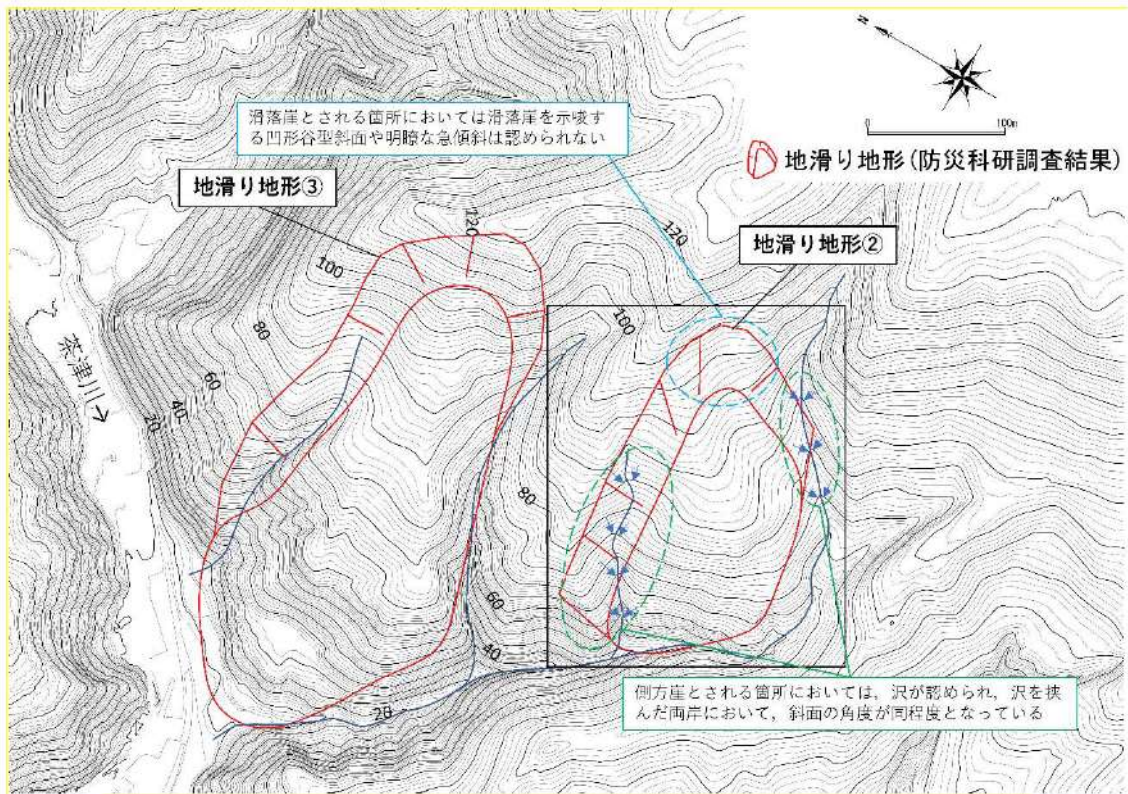 N
100m
地滑り地形(防災科研調査結果)
滑落崖とされる箇所においては滑落崖を示唆す
る凹形谷型斜面や明瞭な急傾斜は認められない
地滑り地形③
地滑り地形②
120
120
100
100
80
60
40
20
80
60
40
20
茶津川→
0
側方崖とされる箇所においては，沢が認められ，沢を挟
んだ両岸において，斜面の角度が同程度となっている